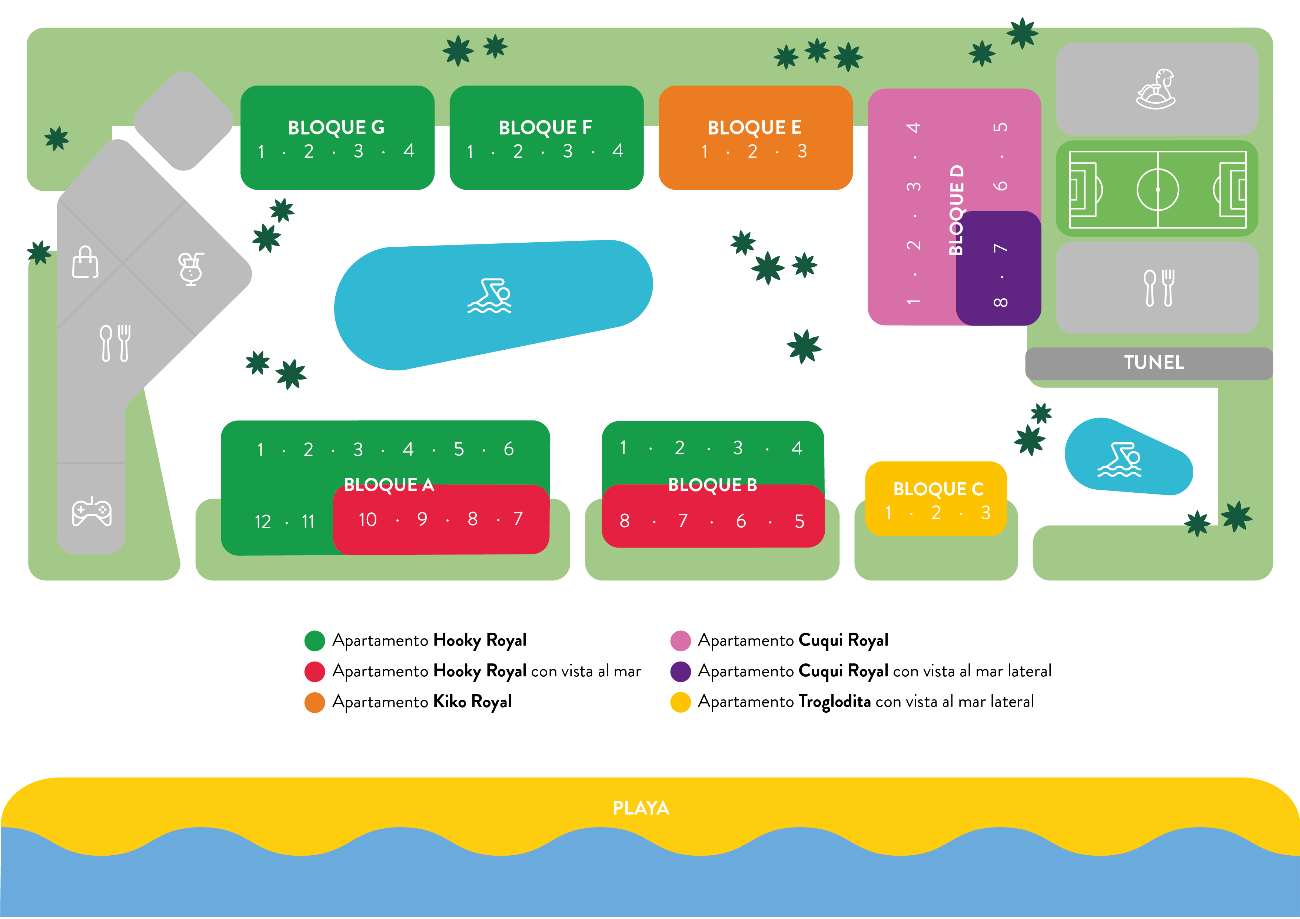 BLOQUE G
1 · 2 · 3 · 4
BLOQUE F
1 · 2 · 3 · 4
BLOQUE E
1 · 2 · 3
BLOQUE D
1 · 2 · 3 · 4
8 · 7
6 · 5
TUNEL
1 · 2 · 3 · 4 · 5 · 6
BLOQUE A
12 · 11
10 · 9 · 8 · 7
1 · 2 · 3 · 4
BLOQUE B
8 · 7 · 6 · 5
BLOQUE C
1 · 2 · 3
Apartamento Hooky Royal
Apartamento Hooky Royal con vista al mar
Apartamento Kiko Royal
Apartamento Cuqui Royal
Apartamento Cuqui Royal con vista al mar lateral
Apartamento Troglodita con vista al mar lateral
PLAYA